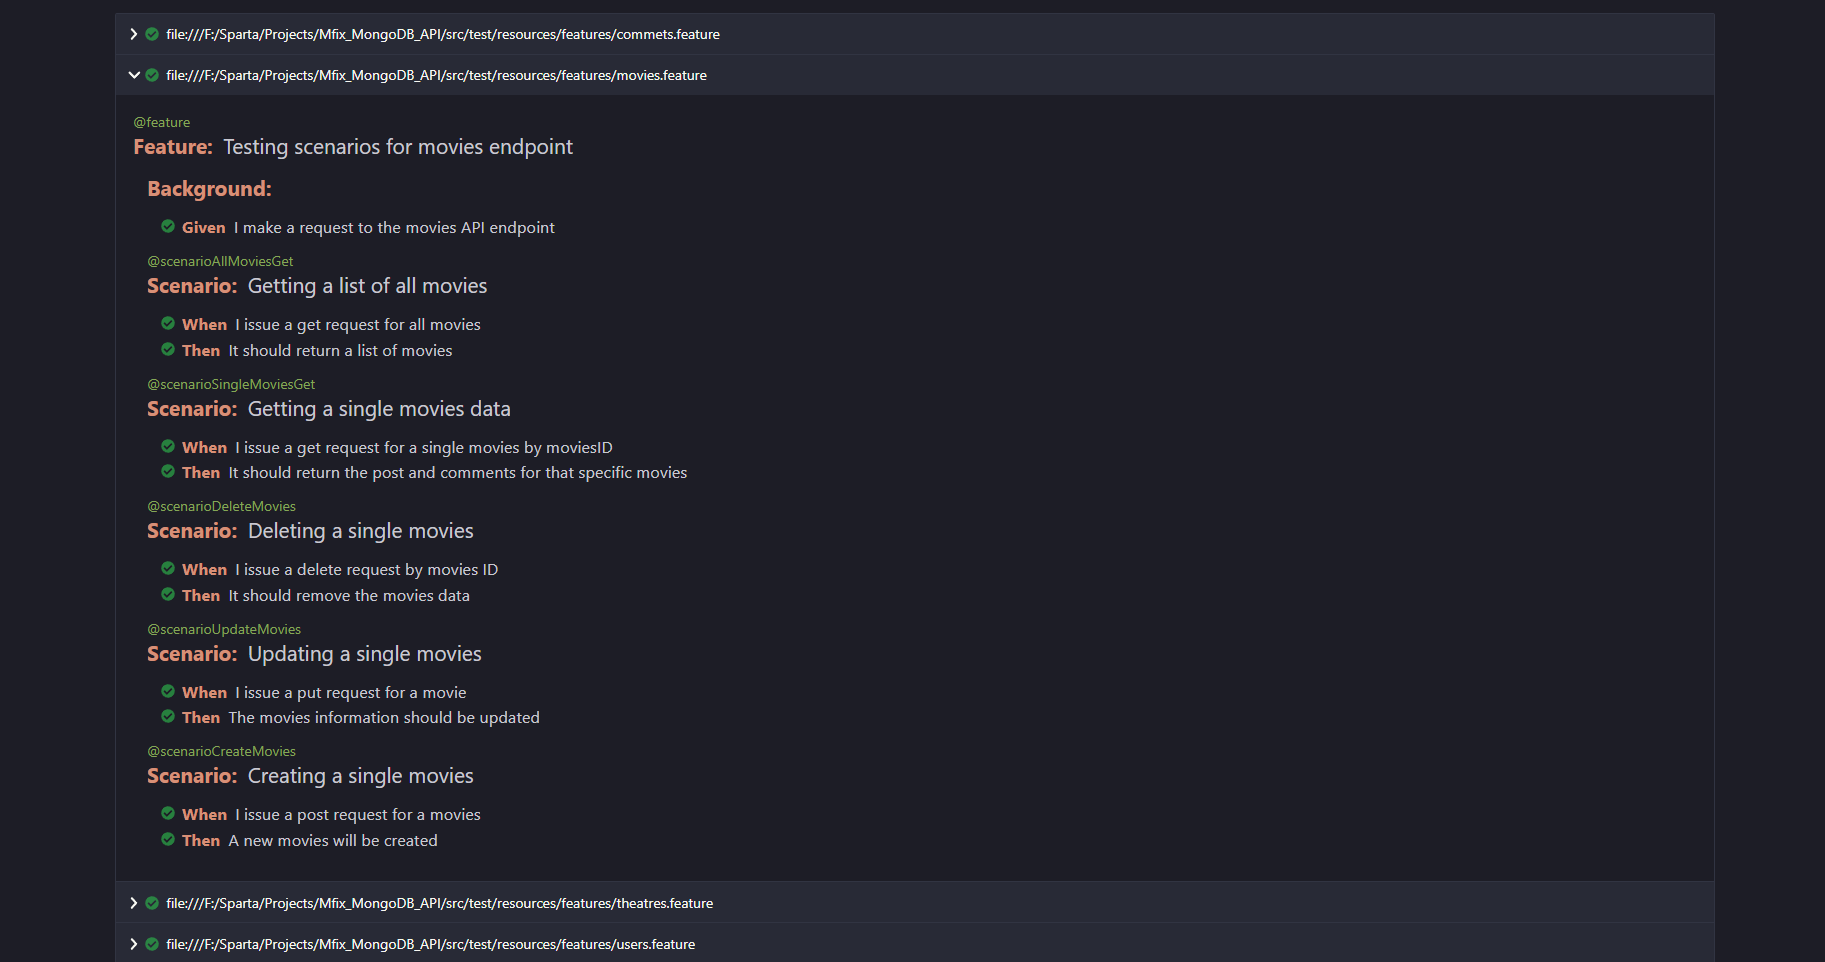 file:///F:/Sparta/Projects/Mfix_MongoDB_API/src/test/resources/features/commets.feature
file:///F:/Sparta/Projects/Mfix_MongoDB_API/src/test/resources/features/movies.feature
@feature
Feature: Testing scenarios for movies endpoint
Background:
Given I make a request to the movies API endpoint
@scenarioAllMoviesGet
Scenario: Getting a list of all movies
When I issue a get request for all movies
Then It should return a list of movies
@scenarioSingleMoviesGet
Scenario: Getting a single movies data
When I issue a get request for a single movies by moviesID
Then It should return the post and comments for that specific movies
@scenarioDeleteMovies
Scenario: Deleting a single movies
When I issue a delete request by movies ID
Then It should remove the movies data
@scenarioUpdateMovies
Scenario: Updating a single movies
When I issue a put request for a movie
Then The movies information should be updated
@scenarioCreateMovies
Scenario: Creating a single movies
When I issue a post request for a movies
Then A new movies will be created
file:///F:/Sparta/Projects/Mfix_MongoDB_API/src/test/resources/features/theatres.feature
file:///F:/Sparta/Projects/Mfix_MongoDB_API/src/test/resources/features/users.feature